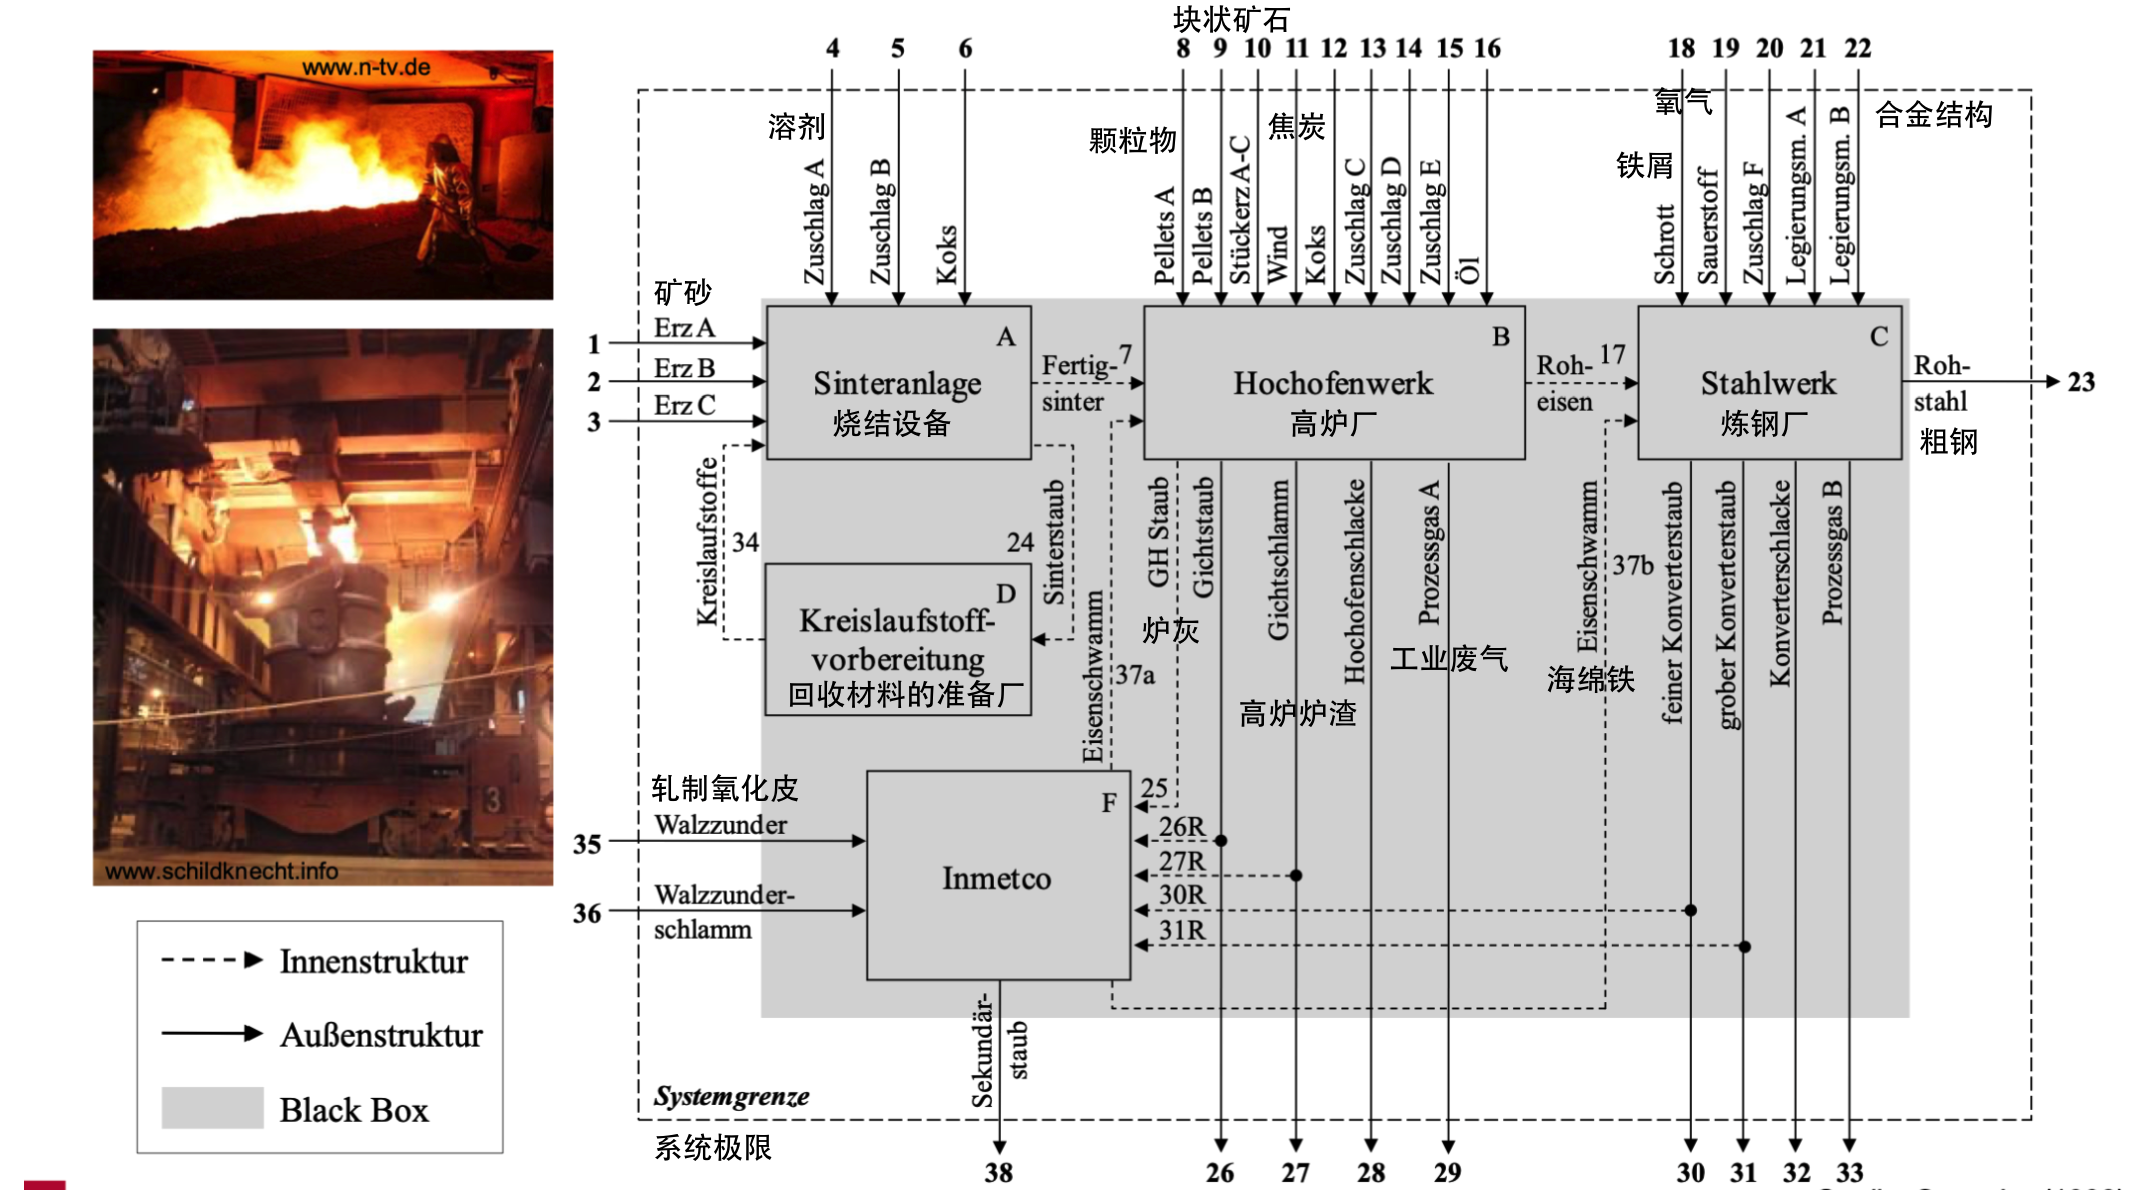 www.n-tv.de
www.schildknecht.info
Innenstruktur
Außenstruktur
Black Box
块状矿石
4
5
6
8
9
10
11
12
13
14
15
16
18
19
20
21
22
溶剂
颗粒物
焦炭
氧气
铁屑
合金结构
Zuschlag A
Zuschlag B
Koks
Pellets A
Pellets B
Stückerz A-C
Wind
Koks
Zuschlag C
Zuschlag D
Zuschlag E
Öl
Schrott
Sauerstoff
Zuschlag F
Legierungsm. A
Legierungsm. B
矿砂
1
Erz A
2
Erz B
3
Erz C
A
Sinteranlage
烧结设备
Fertig-
sinter
7
B
Hochofenwerk
高炉厂
Roh-
eisen
17
C
Stahlwerk
炼钢厂
Roh-
stahl
粗钢
23
Kreislaufstoffe
34
24
Sinterstaub
D
Kreislaufstoff-
vorbereitung
回收材料的准备厂
Eisenschwamm
37a
GH Staub
炉灰
Gichtstaub
Gichtschlamm
高炉炉渣
Hochofenschlacke
Prozessgas A
工业废气
Eisenschwamm
海绵铁
37b
feiner Konverterstaub
grober Konverterstaub
Konverterschlacke
Prozessgas B
轧制氧化皮
35
Walzzunder
36
Walzzunder-
schlamm
F
Inmetco
25
26R
27R
30R
31R
Sekundär-
staub
Systemgrenze
系统极限
38
26
27
28
29
30
31
32
33